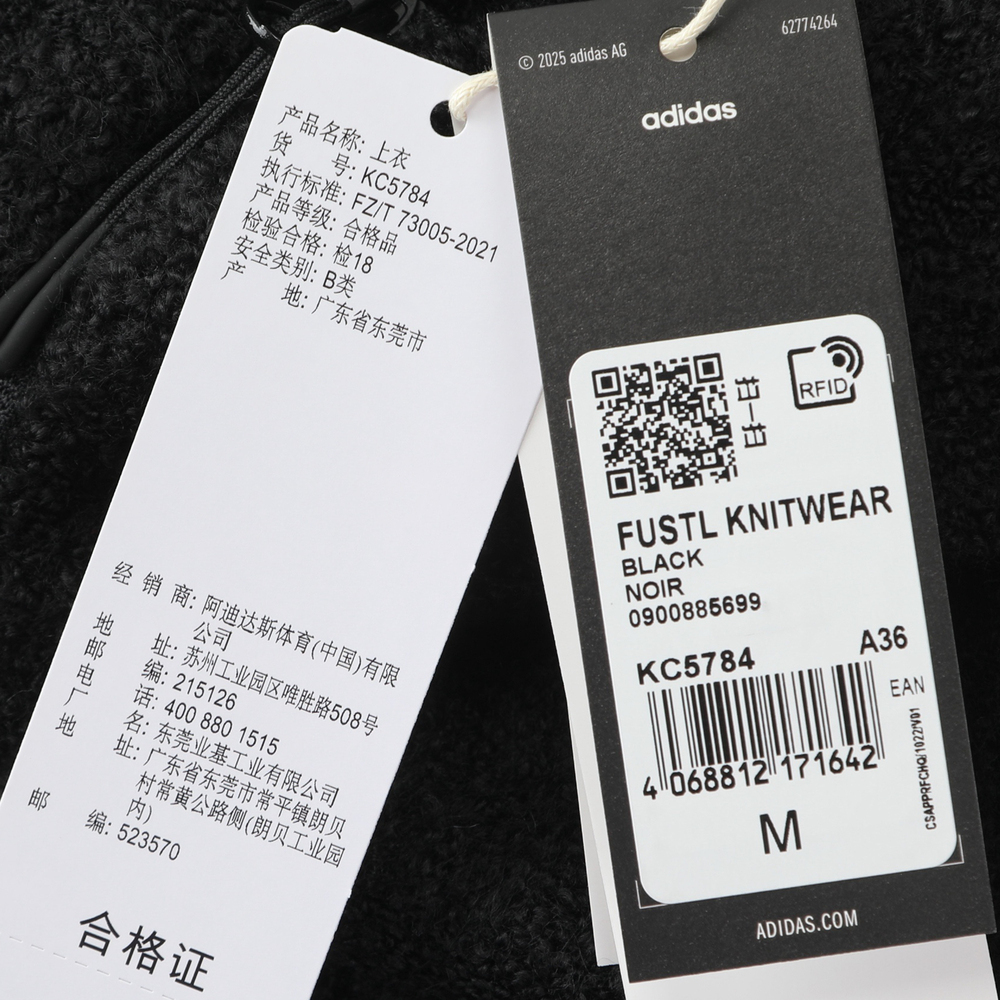 产品名称: 上衣
货 号: KC5784
执行标准: FZ/T 73005-2021
产品等级: 合格品
检验合格: 检18
安全类别: B类
产 地: 广东省东莞市
经 销 商: 阿迪达斯体育(中国)有限
公司
地 址: 苏州工业园区唯胜路508号
邮 编: 215126
电 话: 400 880 1515
厂 名: 东莞业基工业有限公司
地 址: 广东省东莞市常平镇朗贝
村常黄公路侧(朗贝工业园
内)
邮 编: 523570
合格证
© 2025 adidas AG
62774264
adidas
RFID
FUSTL KNITWEAR
BLACK
NOIR
0900885699
KC5784
A36
EAN
4 068812 171642
CSAPPRFCHQ/1022/V01
M
ADIDAS.COM